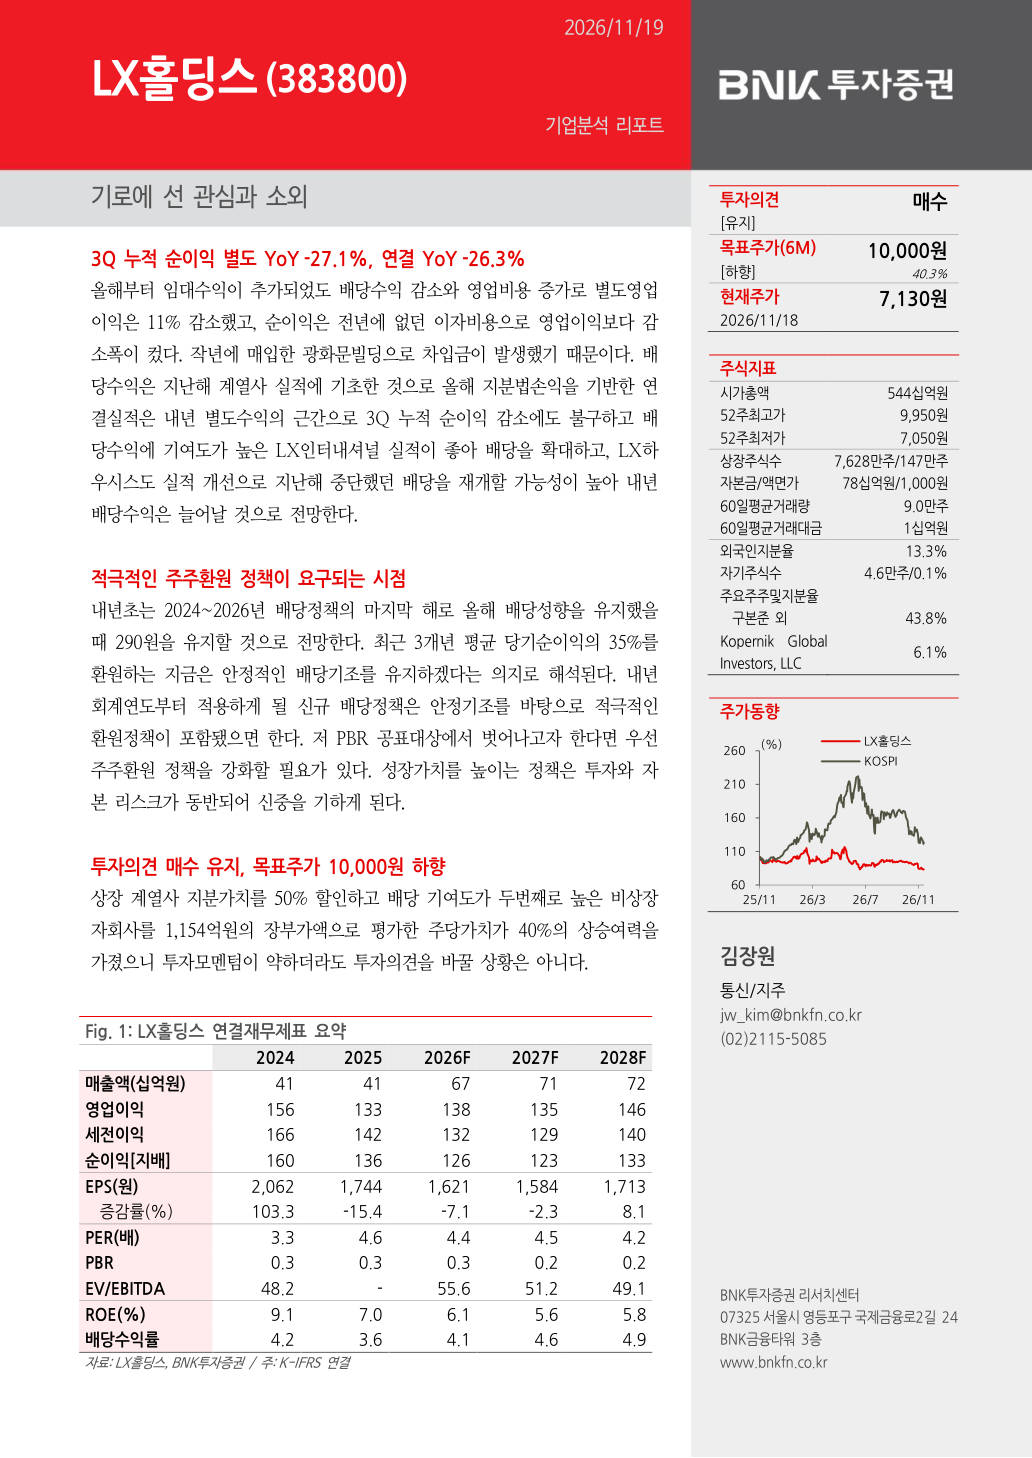 2026/11/19
LX홀딩스 (383800)
기업분석 리포트
BNK 투자증권
기로에 선 관심과 소외
3Q 누적 순이익 별도 YoY -27.1%, 연결 YoY -26.3%
올해부터 임대수익이 추가되었도 배당수익 감소와 영업비용 증가로 별도영업
이익은 11% 감소했고, 순이익은 전년에 없던 이자비용으로 영업이익보다 감
소폭이 컸다. 작년에 매입한 광화문빌딩으로 차입금이 발생했기 때문이다. 배
당수익은 지난해 계열사 실적에 기초한 것으로 올해 지분법손익을 기반한 연
결실적은 내년 별도수익의 근간으로 3Q 누적 순이익 감소에도 불구하고 배
당수익에 기여도가 높은 LX인터내셔널 실적이 좋아 배당을 확대하고, LX하
우시스도 실적 개선으로 지난해 중단했던 배당을 재개할 가능성이 높아 내년
배당수익은 늘어날 것으로 전망한다.
적극적인 주주환원 정책이 요구되는 시점
내년초는 2024~2026년 배당정책의 마지막 해로 올해 배당성향을 유지했을
때 290원을 유지할 것으로 전망한다. 최근 3개년 평균 당기순이익의 35%를
환원하는 지금은 안정적인 배당기조를 유지하겠다는 의지로 해석된다. 내년
회계연도부터 적용하게 될 신규 배당정책은 안정기조를 바탕으로 적극적인
환원정책이 포함됐으면 한다. 저 PBR 공표대상에서 벗어나고자 한다면 우선
주주환원 정책을 강화할 필요가 있다. 성장가치를 높이는 정책은 투자와 자
본 리스크가 동반되어 신중을 기하게 된다.
투자의견 매수 유지, 목표주가 10,000원 하향
상장 계열사 지분가치를 50% 할인하고 배당 기여도가 두번째로 높은 비상장
자회사를 1,154억원의 장부가액으로 평가한 주당가치가 40%의 상승여력을
가졌으니 투자모멘텀이 약하더라도 투자의견을 바꿀 상황은 아니다.
Fig. 1: LX홀딩스 연결재무제표 요약
2024 2025 2026F 2027F 2028F
매출액(십억원) 41 41 67 71 72
영업이익 156 133 138 135 146
세전이익 166 142 132 129 140
순이익[지배] 160 136 126 123 133
EPS(원) 2,062 1,744 1,621 1,584 1,713
증감률(%) 103.3 -15.4 -7.1 -2.3 8.1
PER(배) 3.3 4.6 4.4 4.5 4.2
PBR 0.3 0.3 0.3 0.2 0.2
EV/EBITDA 48.2 - 55.6 51.2 49.1
ROE(%) 9.1 7.0 6.1 5.6 5.8
배당수익률 4.2 3.6 4.1 4.6 4.9
자료: LX홀딩스, BNK투자증권 / 주: K-IFRS 연결
투자의견 매수
[유지]
목표주가(6M) 10,000원
[하향] 40.3%
현재주가 7,130원
2026/11/18
주식지표
시가총액 544십억원
52주최고가 9,950원
52주최저가 7,050원
상장주식수 7,628만주/147만주
자본금/액면가 78십억원/1,000원
60일평균거래량 9.0만주
60일평균거래대금 1십억원
외국인지분율 13.3%
자기주식수 4.6만주/0.1%
주요주주및지분율
구본준 외 43.8%
Kopernik Global
Investors, LLC 6.1%
주가동향
(%)
LX홀딩스
KOSPI
260
210
160
110
60
25/11 26/3 26/7 26/11
김장원
통신/지주
jw_kim@bnkfn.co.kr
(02)2115-5085
BNK투자증권 리서치센터
07325 서울시 영등포구 국제금융로2길 24
BNK금융타워 3층
www.bnkfn.co.kr